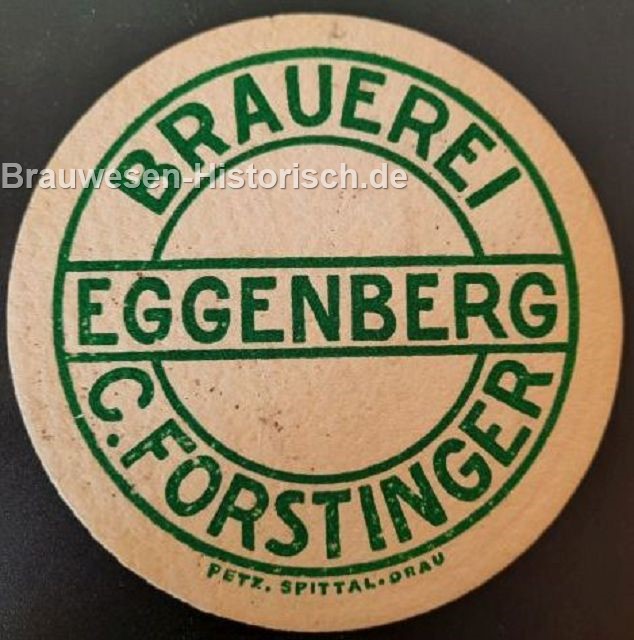 BRAUEREI
Brauwesen-Historisch.de
EGGENBERG
C. FORSTINGER
PETZ. SPITTAL-DRAU